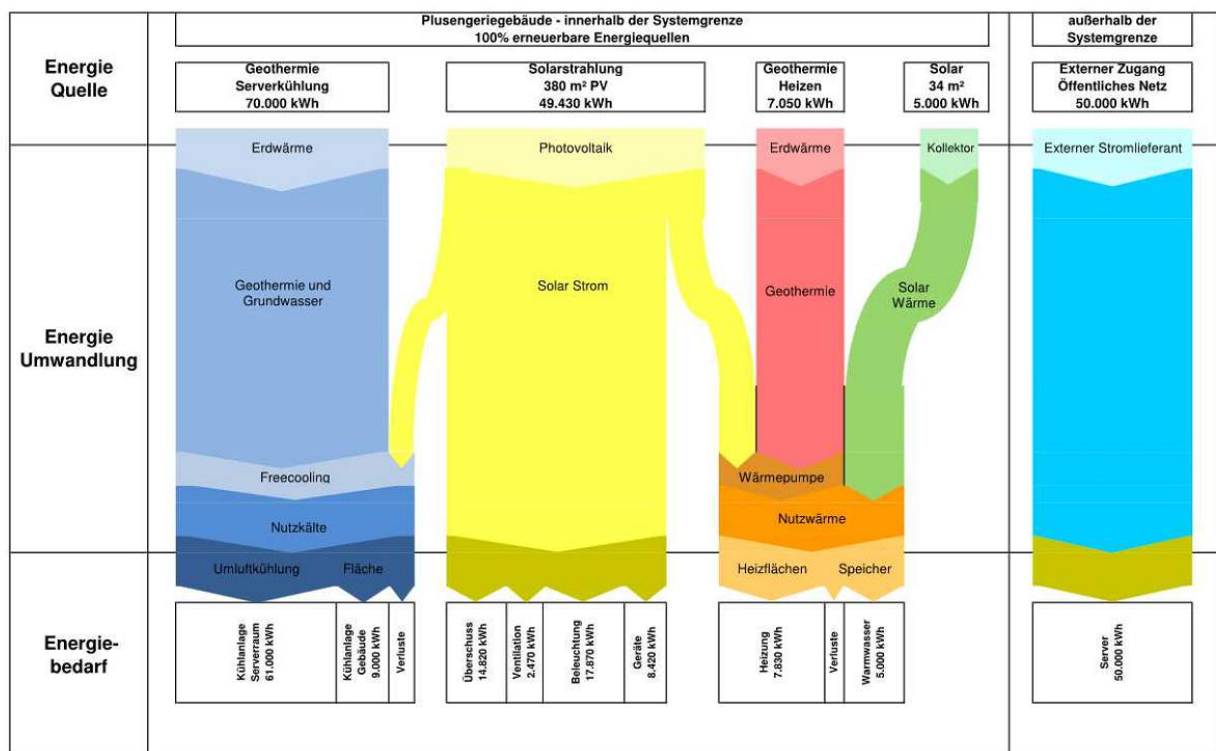 Plusengeriegebäude - innerhalb der Systemgrenze
100% erneuerbare Energiequellen
außerhalb der
Systemgrenze
Energie
Quelle
Geothermie
Serverkühlung
70.000 kWh
Solarstrahlung
380 m² PV
49.430 kWh
Geothermie
Heizen
7.050 kWh
Solar
34 m²
5.000 kWh
Externer Zugang
Öffentliches Netz
50.000 kWh
Erdwärme
Photovoltaik
Erdwärme
Kollektor
Externer Stromlieferant
Energie
Umwandlung
Geothermie und
Grundwasser
Solar Strom
Geothermie
Solar
Wärme
Freecooling
Wärmepumpe
Nutzkälte
Nutzwärme
Umluftkühlung
Fläche
Heizflächen
Speicher
Energie-
bedarf
Kühlanlage
Serverraum
61.000 kWh
Kühlanlage
Gebäude
9.000 kWh
Verluste
Überschuss
14.820 kWh
Ventilation
2.470 kWh
Beleuchtung
17.870 kWh
Geräte
8.420 kWh
Heizung
7.830 kWh
Verluste
Warmwasser
5.000 kWh
Server
50.000 kWh